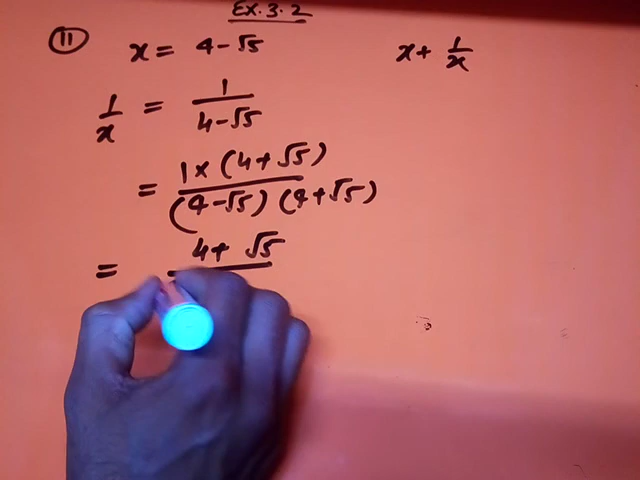 Ex. 3. 2
11 x = 4 - √5 x + 1/x
1/x = 1/(4 - √5)
= 1 × (4 + √5)/(4 - √5) (4 + √5)
= 4 + √5